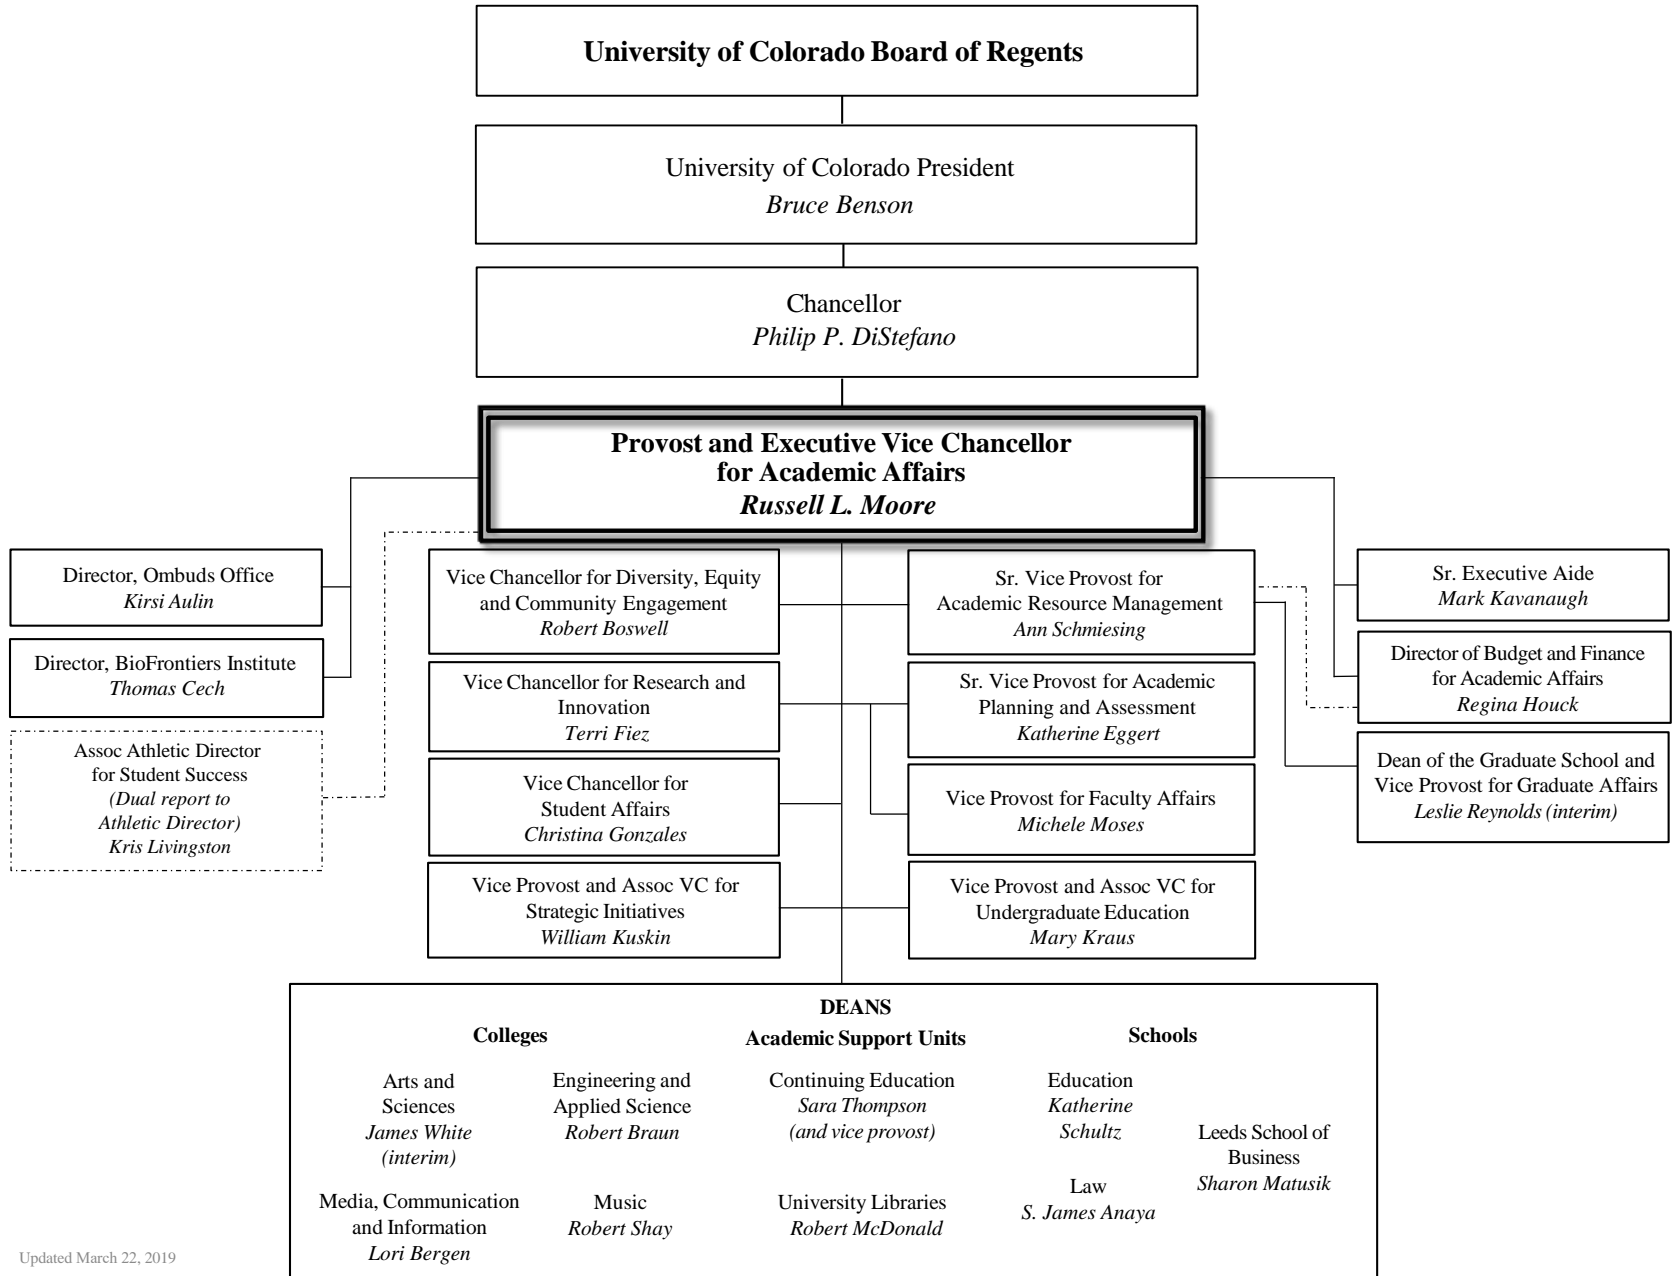 University of Colorado Board of Regents
University of Colorado President
Bruce Benson
Chancellor
Philip P. DiStefano
Provost and Executive Vice Chancellor
for Academic Affairs
Russell L. Moore
Director, Ombuds Office
Kirsi Aulin
Director, BioFrontiers Institute
Thomas Cech
Assoc Athletic Director
for Student Success
(Dual report to
Athletic Director)
Kris Livingston
Vice Chancellor for Diversity, Equity
and Community Engagement
Robert Boswell
Vice Chancellor for Research and
Innovation
Terri Fiez
Vice Chancellor for
Student Affairs
Christina Gonzales
Vice Provost and Assoc VC for
Strategic Initiatives
William Kuskin
Sr. Vice Provost for
Academic Resource Management
Ann Schmiesing
Sr. Vice Provost for Academic
Planning and Assessment
Katherine Eggert
Vice Provost for Faculty Affairs
Michele Moses
Vice Provost and Assoc VC for
Undergraduate Education
Mary Kraus
Sr. Executive Aide
Mark Kavanaugh
Director of Budget and Finance
for Academic Affairs
Regina Houck
Dean of the Graduate School and
Vice Provost for Graduate Affairs
Leslie Reynolds (interim)
DEANS
Colleges
Arts and
Sciences
James White
(interim)
Engineering and
Applied Science
Robert Braun
Media, Communication
and Information
Lori Bergen
Music
Robert Shay
Academic Support Units
Continuing Education
Sara Thompson
(and vice provost)
University Libraries
Robert McDonald
Schools
Education
Katherine
Schultz
Leeds School of
Business
Sharon Matusik
Law
S. James Anaya
Updated March 22, 2019